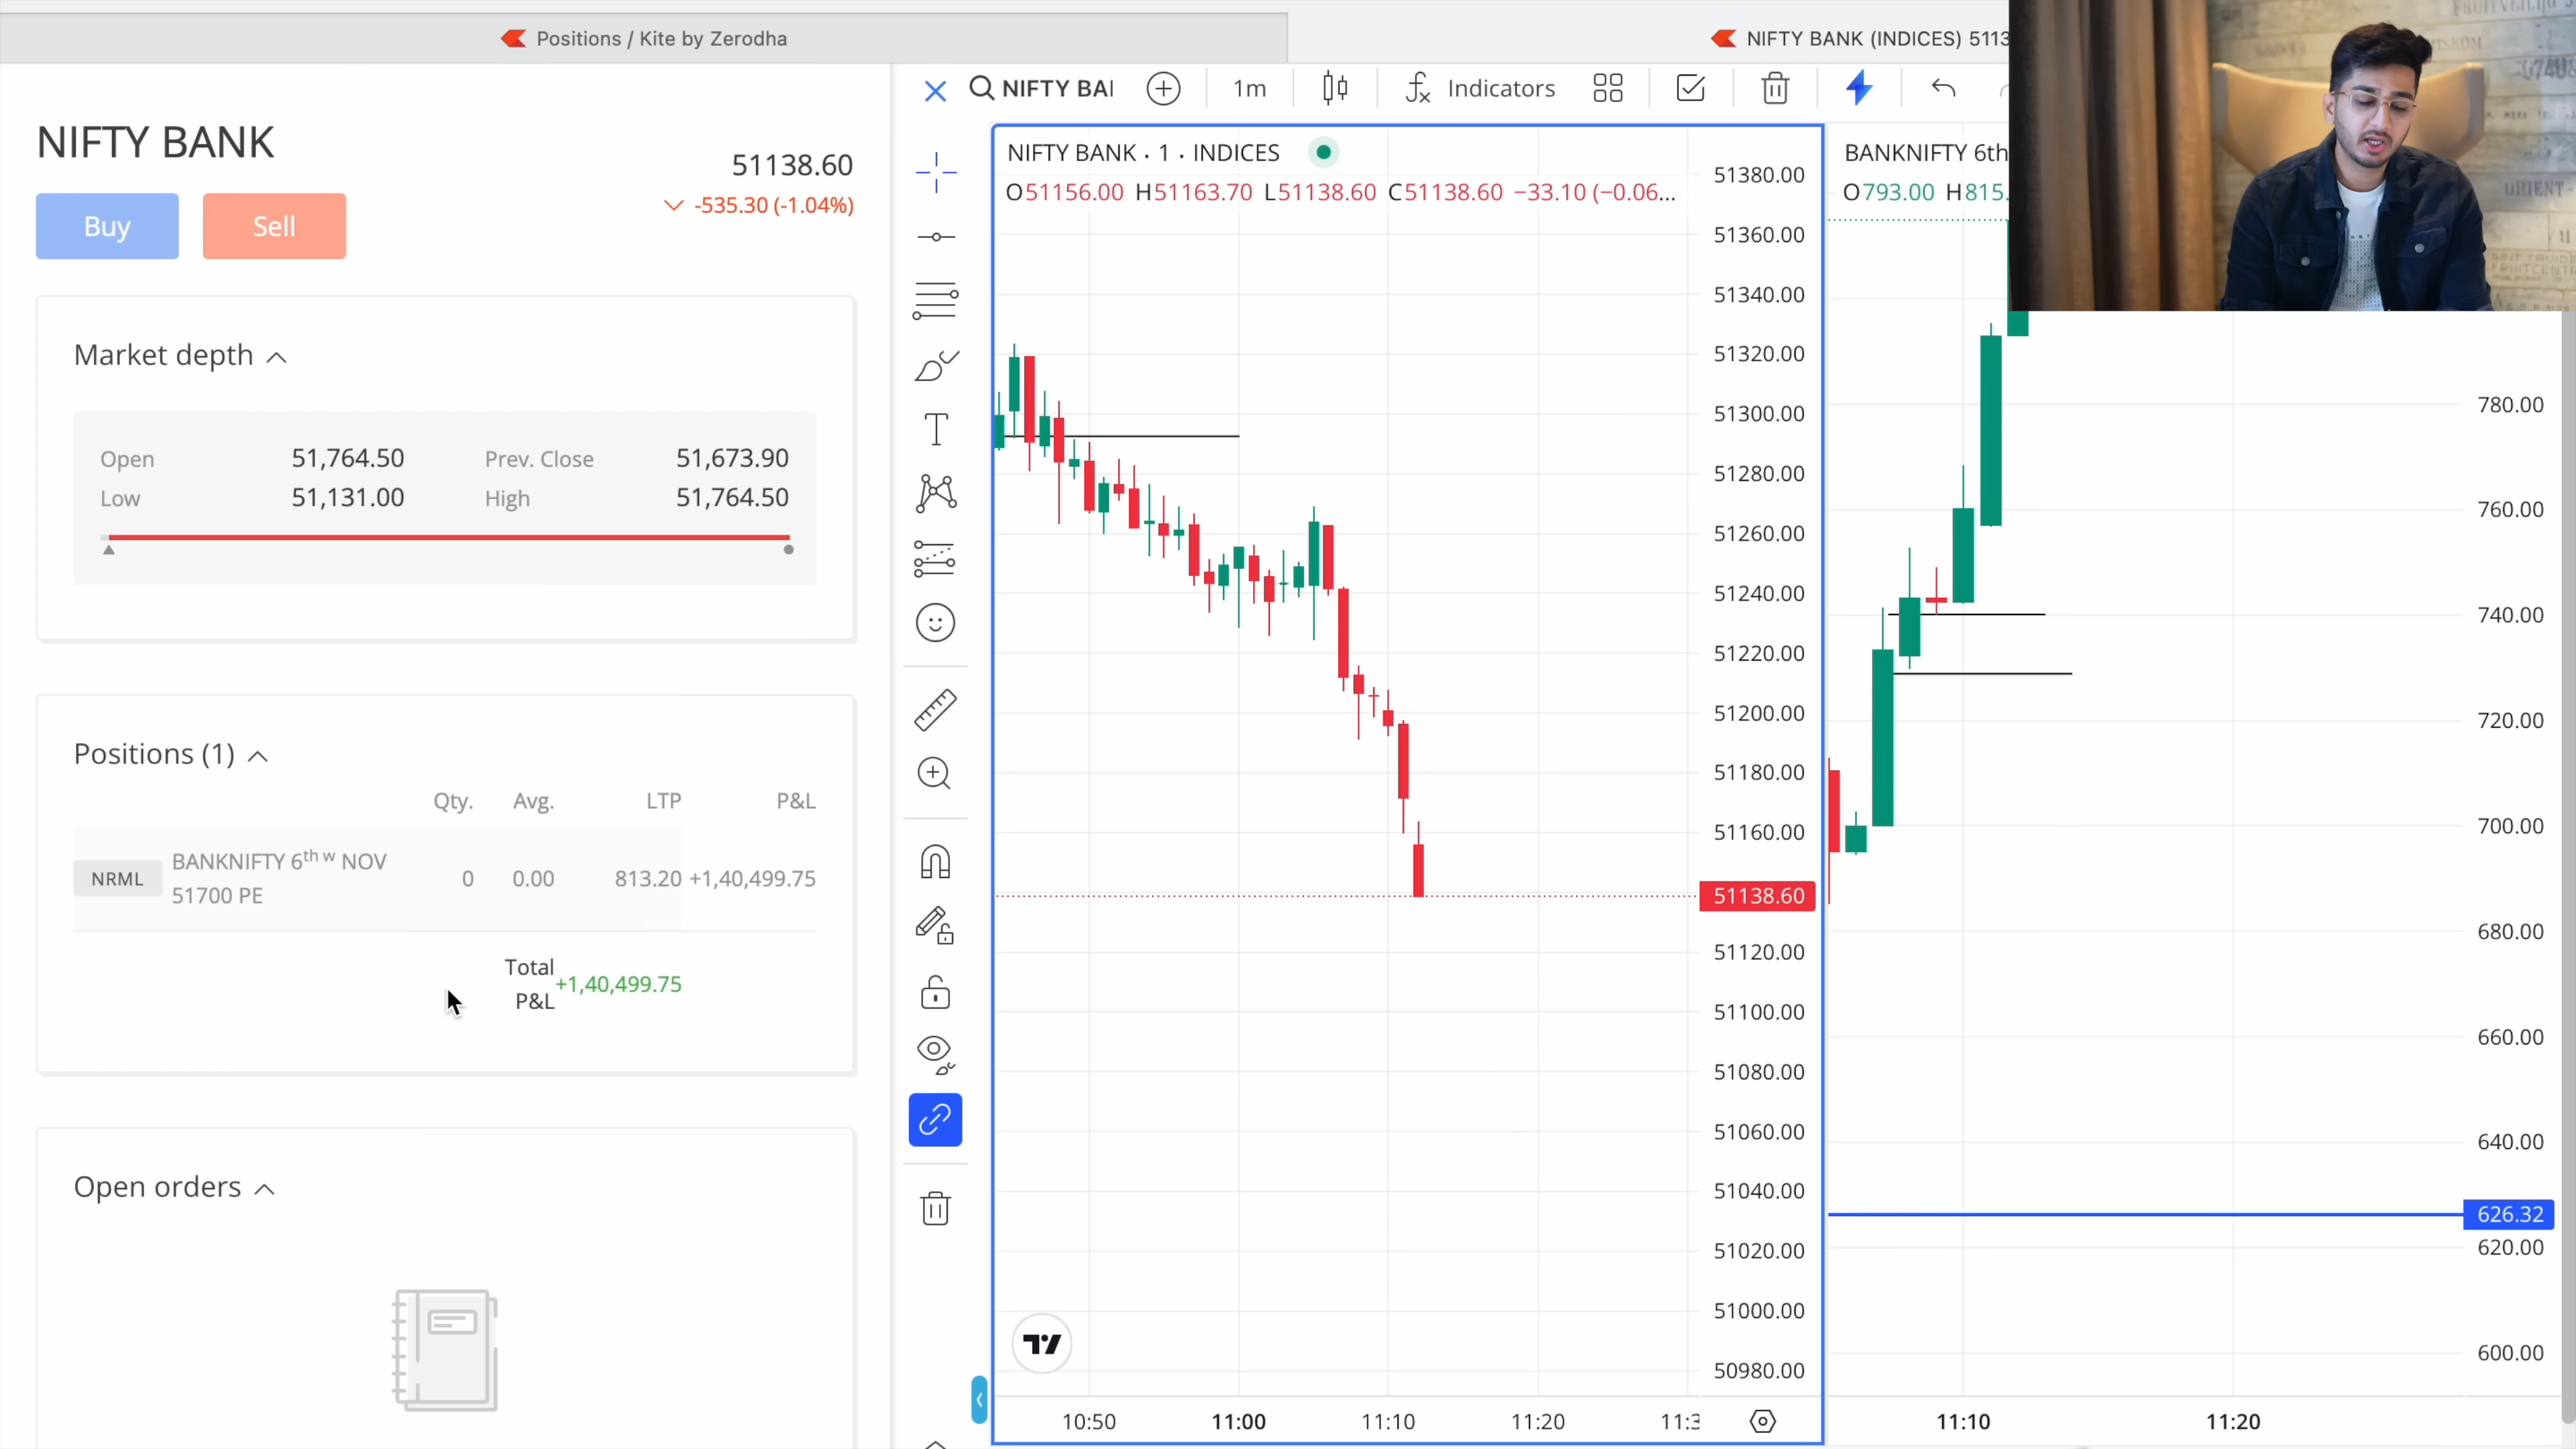 Positions / Kite by Zerodha
NIFTY BANK (INDICES) 5113
NIFTY BANK
51138.60
-535.30 (-1.04%)
Buy
Sell
Market depth
Open 51,764.50 Prev. Close 51,673.90
Low 51,131.00 High 51,764.50
Positions (1)
Qty. Avg. LTP P&L
NRML BANKNIFTY 6th w NOV 51700 PE 0 0.00 813.20 +1,40,499.75
Total P&L +1,40,499.75
Open orders
NIFTY BAI 1m Indicators
NIFTY BANK · 1 · INDICES
O51156.00 H51163.70 L51138.60 C51138.60 −33.10 (−0.06...
51380.00
51360.00
51340.00
51320.00
51300.00
51280.00
51260.00
51240.00
51220.00
51200.00
51180.00
51160.00
51138.60
51120.00
51100.00
51080.00
51060.00
51040.00
51020.00
51000.00
50980.00
10:50 11:00 11:10 11:20 11:3
BANKNIFTY 6th
O793.00 H815.
780.00
760.00
740.00
720.00
700.00
680.00
660.00
640.00
626.32
620.00
600.00
11:10 11:20